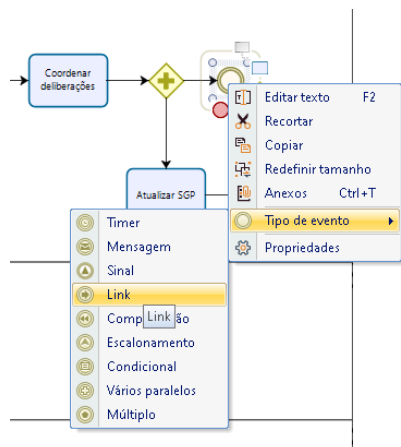 Coordenar
deliberações
Editar texto F2
Recortar
Copiar
Redefinir tamanho
Anexos Ctrl+T
Tipo de evento
Propriedades
Atualizar SGP
Timer
Mensagem
Sinal
Link
Comp Link ão
Escalonamento
Condicional
Vários paralelos
Múltiplo